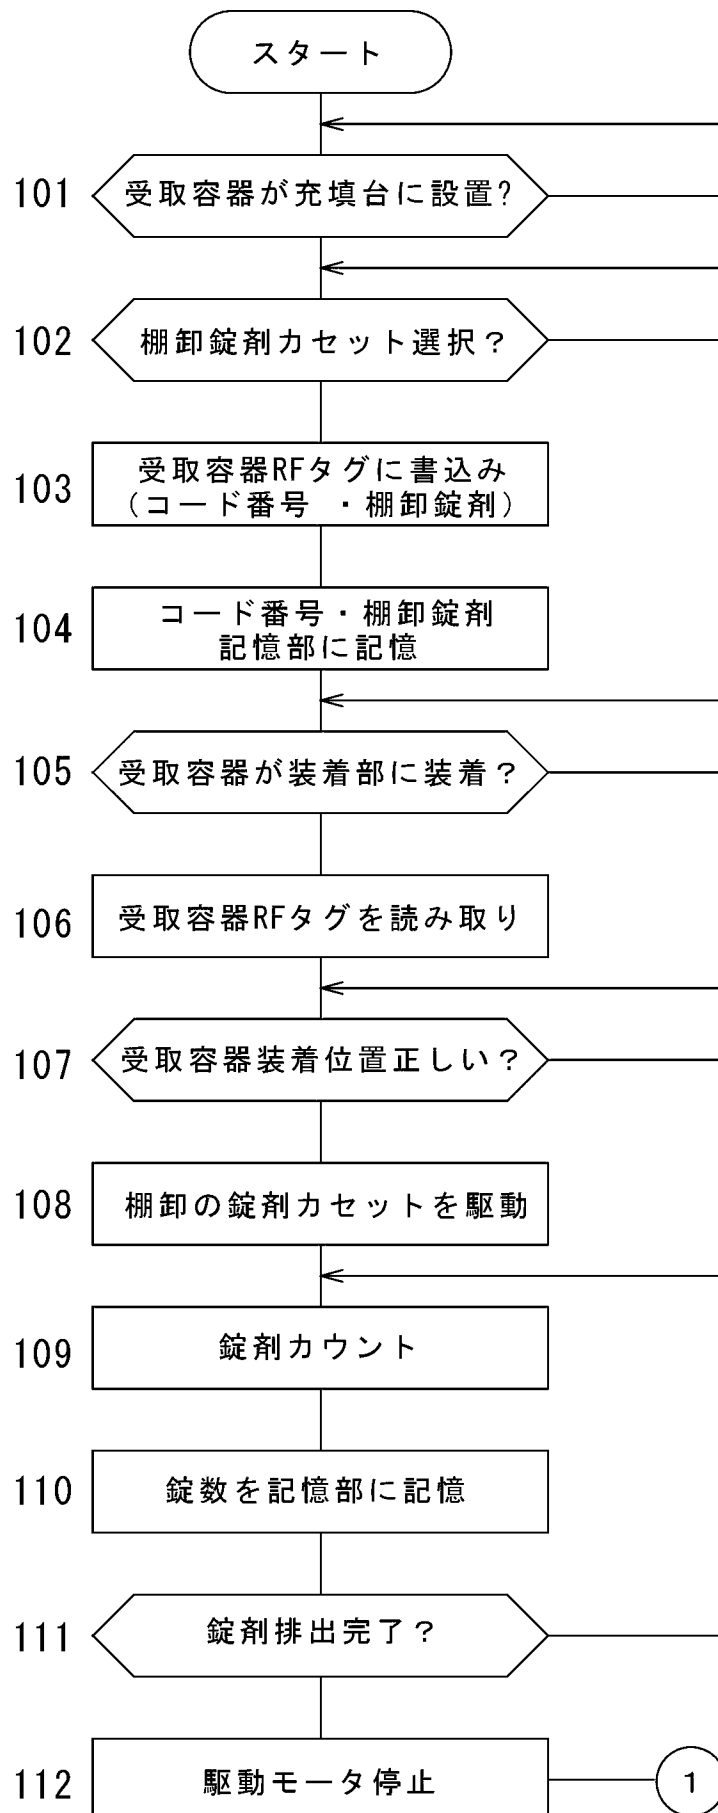 スタート
101 受取容器が充填台に設置?
102 棚卸錠剤カセット選択?
103 受取容器RFタグに書込み
(コード番号 ・棚卸錠剤)
104 コード番号・棚卸錠剤
記憶部に記憶
105 受取容器が装着部に装着?
106 受取容器RFタグを読み取り
107 受取容器装着位置正しい?
108 棚卸の錠剤カセットを駆動
109 錠剤カウント
110 錠数を記憶部に記憶
111 錠剤排出完了?
112 駆動モータ停止 1